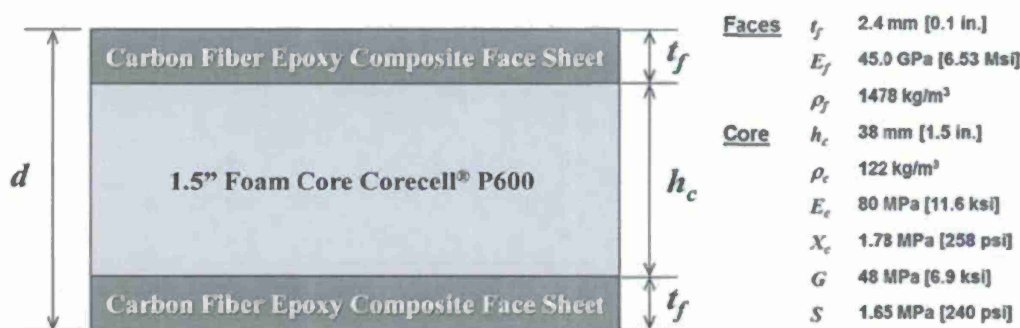 Carbon Fiber Epoxy Composite Face Sheet
t_f
d
1.5” Foam Core Corecell® P600
h_c
Carbon Fiber Epoxy Composite Face Sheet
t_f
Faces t_f 2.4 mm [0.1 in.]
E_f 45.0 GPa [6.53 Msi]
ρ_f 1478 kg/m³
Core h_c 38 mm [1.5 in.]
ρ_c 122 kg/m³
E_c 80 MPa [11.6 ksi]
X_c 1.78 MPa [258 psi]
G 48 MPa [6.9 ksi]
S 1.65 MPa [240 psi]